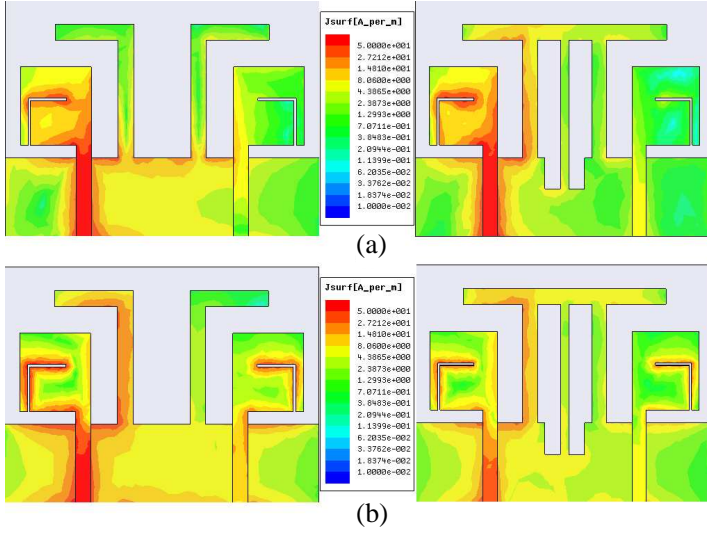 Jsurf[A_per_m]
5.0000e+001
2.7212e+001
1.4810e+001
8.0600e+000
4.3865e+000
2.3873e+000
1.2993e+000
7.0711e-001
3.8483e-001
2.0944e-001
1.1399e-001
6.2035e-002
3.3762e-002
1.8374e-002
1.0000e-002
(a)
Jsurf[A_per_m]
5.0000e+001
2.7212e+001
1.4810e+001
8.0600e+000
4.3865e+000
2.3873e+000
1.2993e+000
7.0711e-001
3.8483e-001
2.0944e-001
1.1399e-001
6.2035e-002
3.3762e-002
1.8374e-002
1.0000e-002
(b)